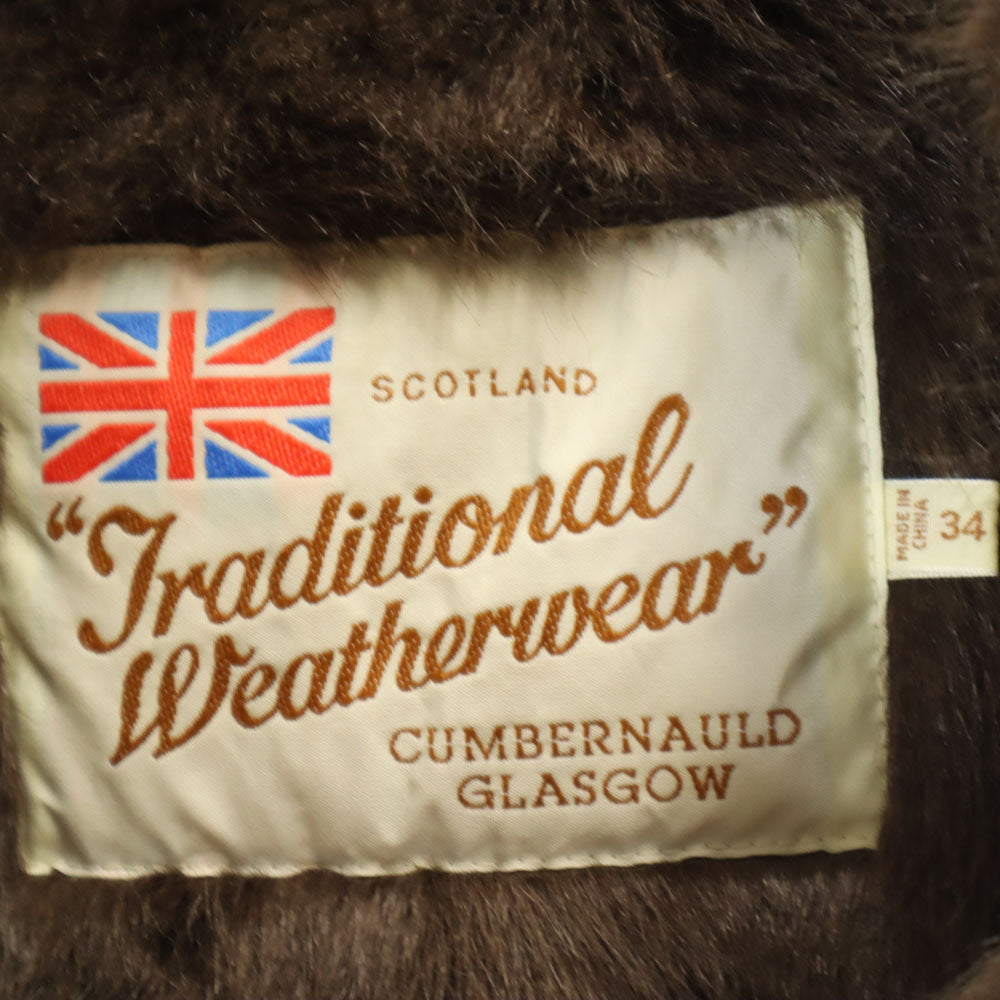 SCOTLAND
“Traditional
Weatherwear”
CUMBERNAULD
GLASGOW
MADE IN
CHINA
34